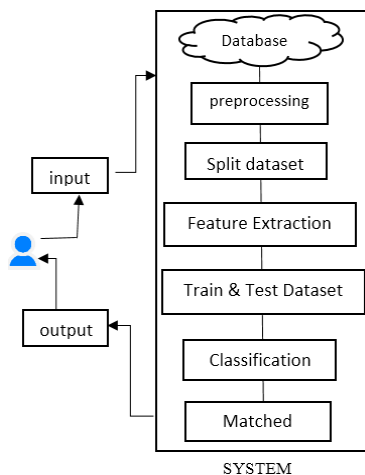 Database
preprocessing
input
Split dataset
Feature Extraction
Train & Test Dataset
output
Classification
Matched
SYSTEM